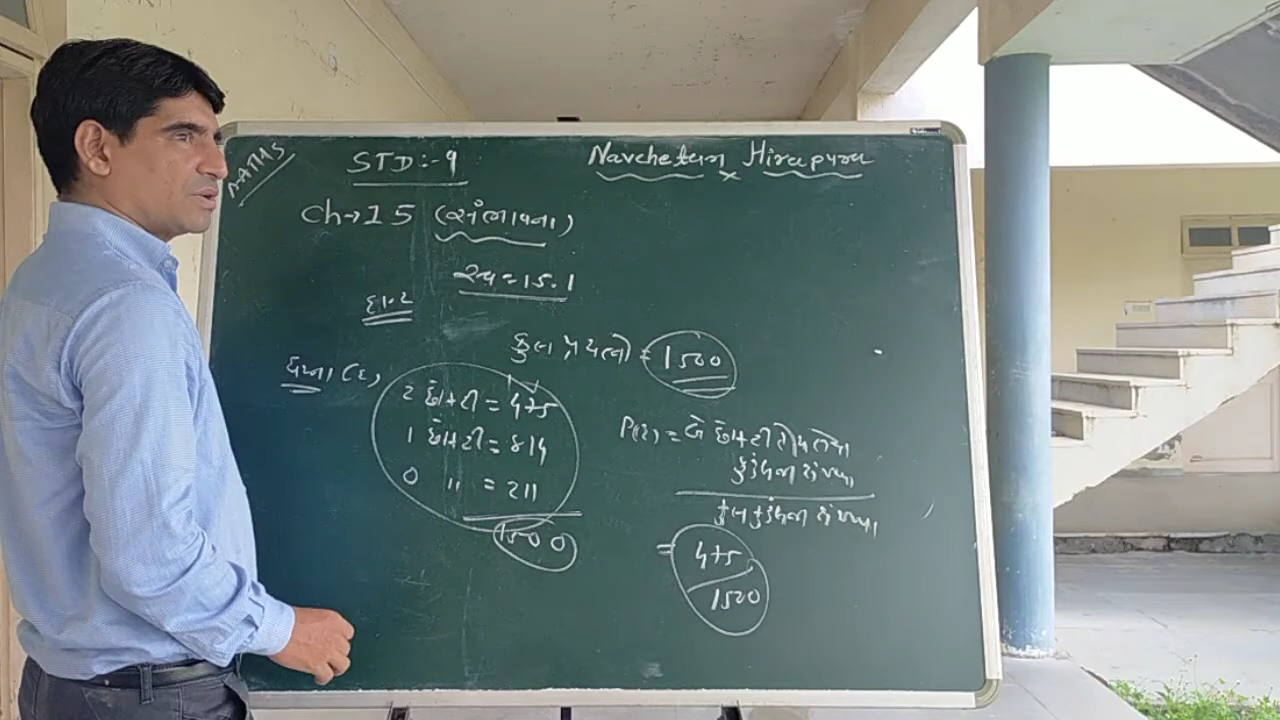 MATHS
STD:-9
Navchetan Hirapura
Ch→15 (સંભાવના)
સ્વા = 15.1
દા.2
કુલ પ્રયત્નો = 1500
ઘટના (E)
2 છોકરી = 475
1 છોકરી = 814
0 " = 211
1500
P(E) = બે છોકરી હોય તેવા
કુટુંબની સંખ્યા
કુલ કુટુંબની સંખ્યા
= 475
1500